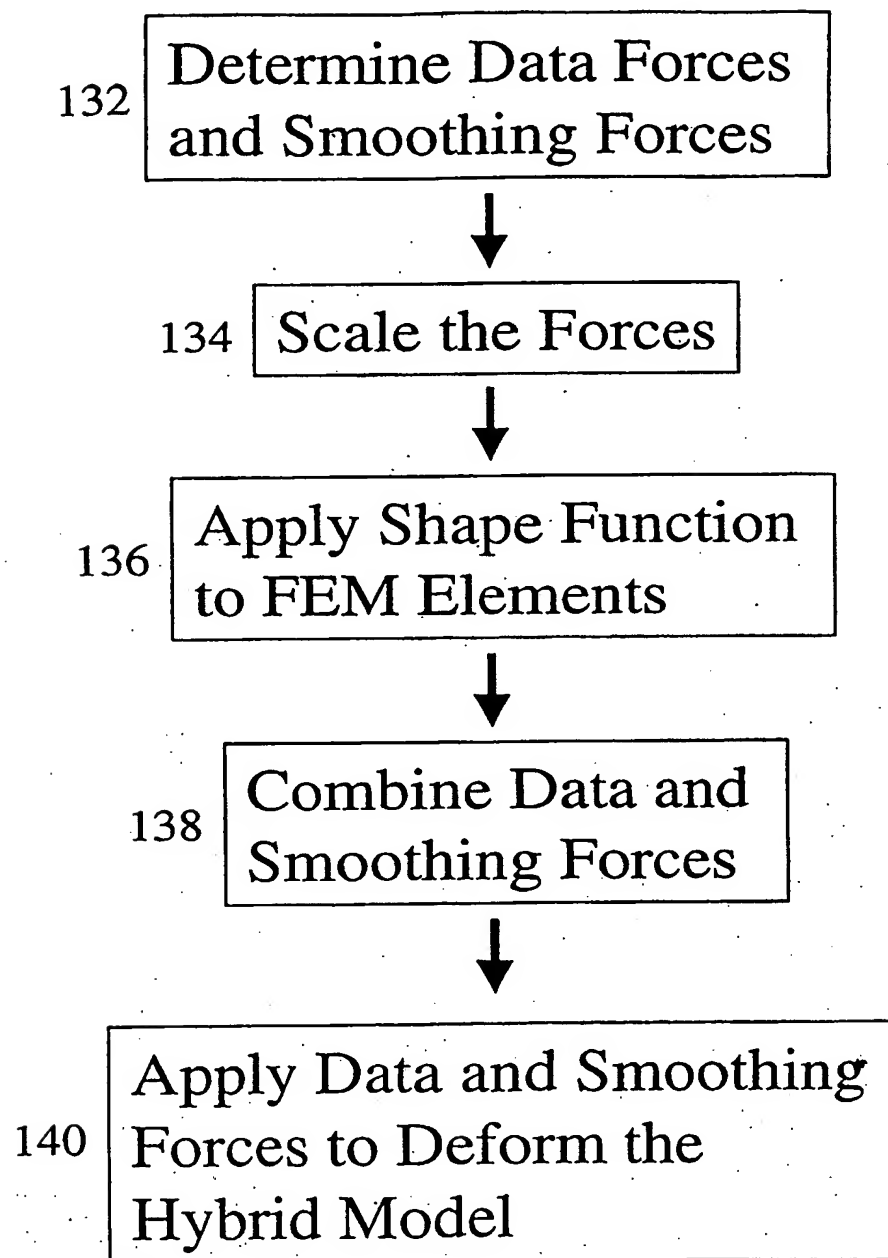 132
Determine Data Forces
and Smoothing Forces
134
Scale the Forces
136
Apply Shape Function
to FEM Elements
138
Combine Data and
Smoothing Forces
140
Apply Data and Smoothing
Forces to Deform the
Hybrid Model